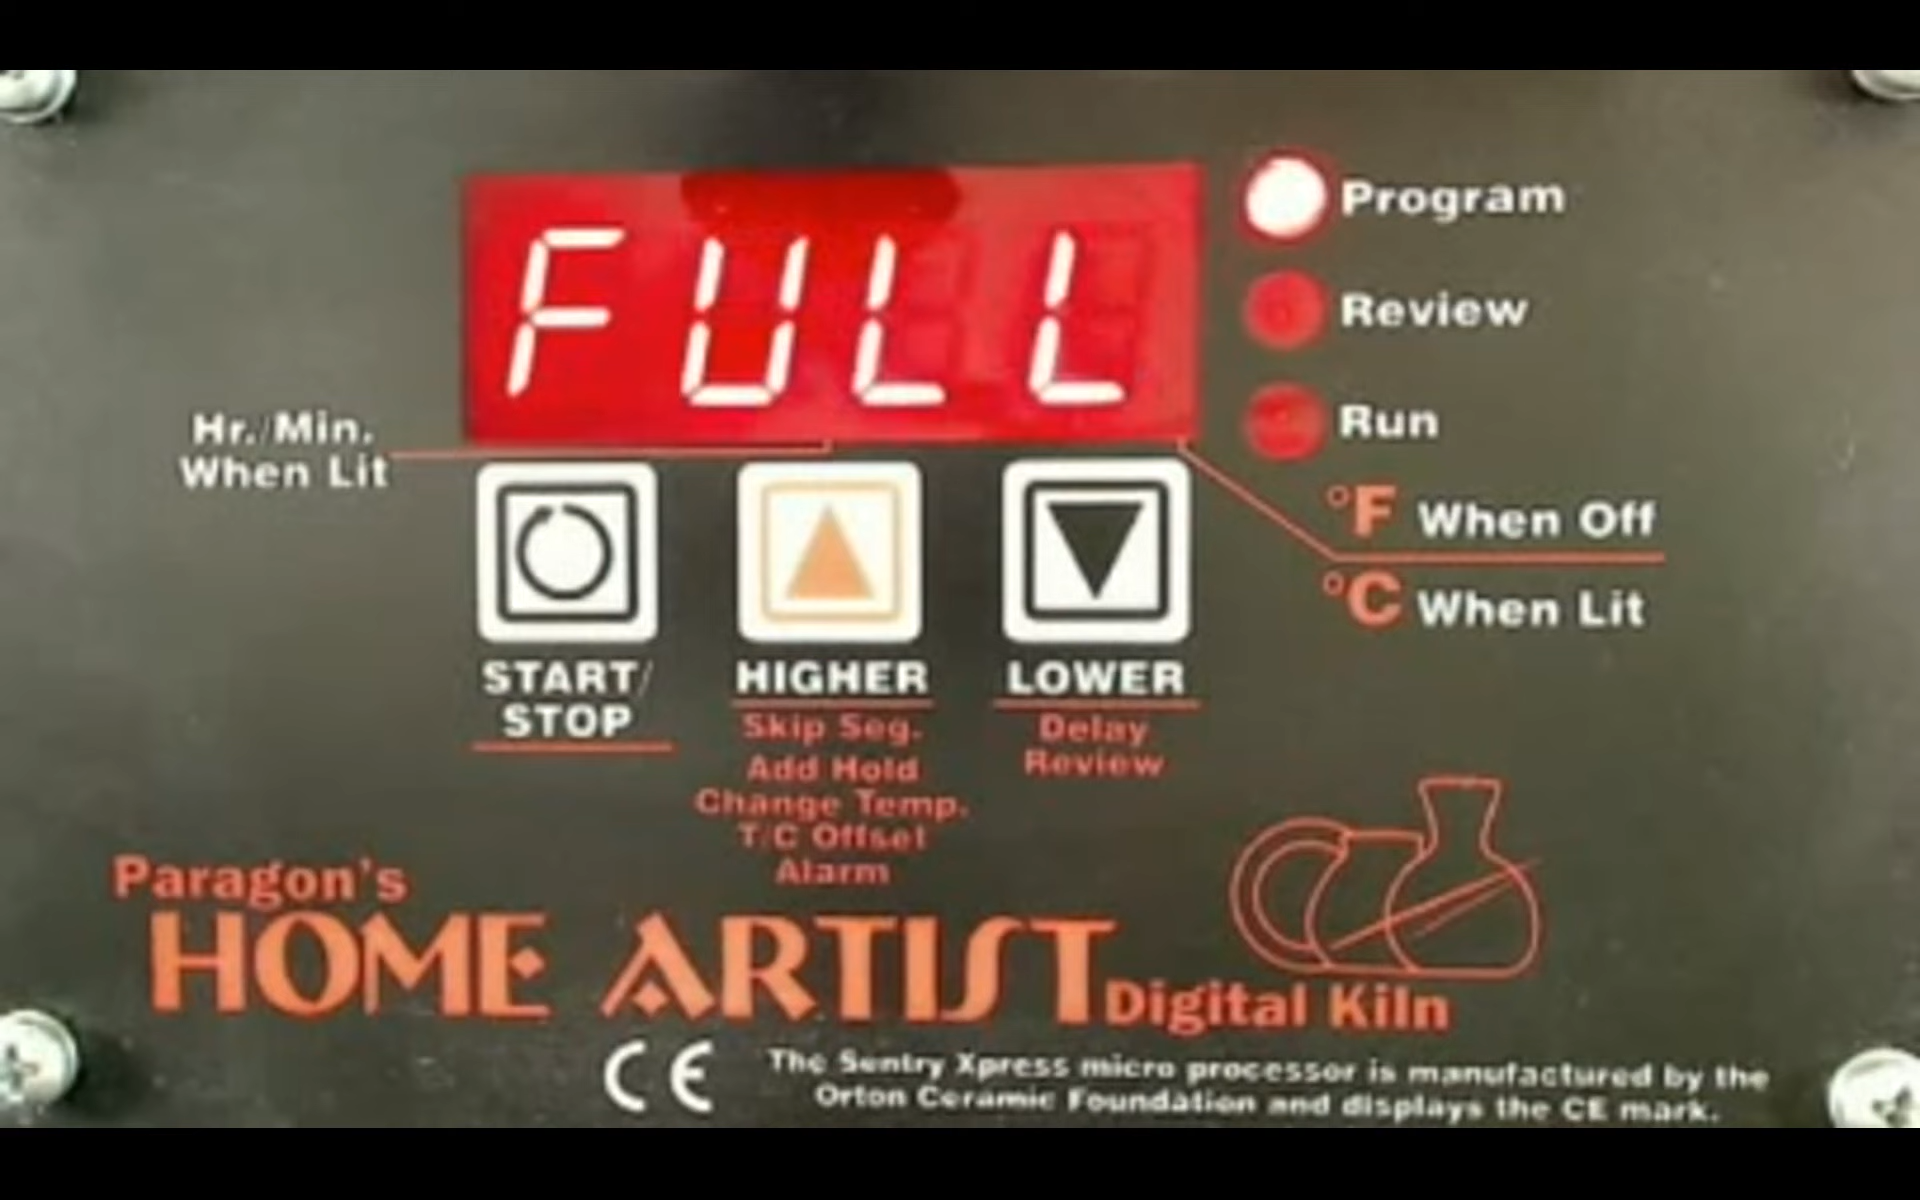 FULL
Program
Review
Run
Hr./Min.
When Lit
°F When Off
°C When Lit
START/
STOP
HIGHER
Skip Seg.
Add Hold
Change Temp.
T/C Offset
Alarm
LOWER
Delay
Review
Paragon's
HOME ARTIST
Digital Kiln
CE
The Sentry Xpress micro processor is manufactured by the
Orton Ceramic Foundation and displays the CE mark.